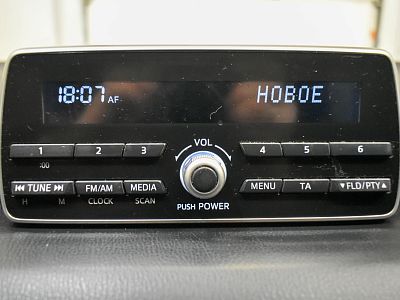 18:07 AF HOBOE
1 2 3 VOL 4 5 6
:00
⏮ TUNE ⏭ FM/AM MEDIA MENU TA ▼FLD/PTY▲
H M CLOCK SCAN PUSH POWER